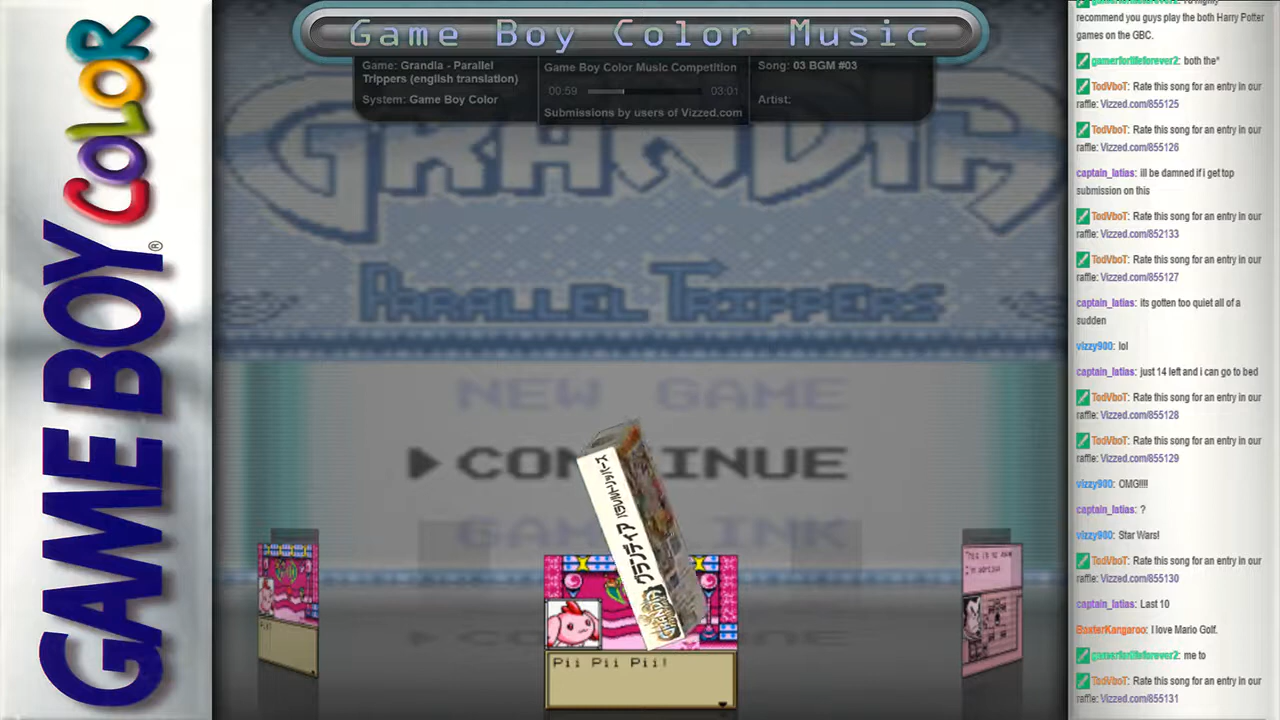 GAME BOY COLOR
®
Game Boy Color Music
Game: Grandia - Parallel
Trippers (english translation)
System: Game Boy Color
Game Boy Color Music Competition
00:59
03:01
Submissions by users of Vizzed.com
Song: 03 BGM #03
Artist:
GRANDIA
PARALLEL TRIPPERS
NEW GAME
CONTINUE
グランディア パラレルトリッパーズ
GRANDIA
Pii Pii Pii!
recommend you guys play the both Harry Potter
games on the GBC.
gamerforlifeforever2: both the*
TodVboT: Rate this song for an entry in our
raffle: Vizzed.com/855125
TodVboT: Rate this song for an entry in our
raffle: Vizzed.com/855126
captain_latias: ill be damned if i get top
submission on this
TodVboT: Rate this song for an entry in our
raffle: Vizzed.com/852133
TodVboT: Rate this song for an entry in our
raffle: Vizzed.com/855127
captain_latias: its gotten too quiet all of a
sudden
vizzy900: lol
captain_latias: just 14 left and i can go to bed
TodVboT: Rate this song for an entry in our
raffle: Vizzed.com/855128
TodVboT: Rate this song for an entry in our
raffle: Vizzed.com/855129
vizzy900: OMG!!!!
captain_latias: ?
vizzy900: Star Wars!
TodVboT: Rate this song for an entry in our
raffle: Vizzed.com/855130
captain_latias: Last 10
BaxterKangaroo: I love Mario Golf.
gamerforlifeforever2: me to
TodVboT: Rate this song for an entry in our
raffle: Vizzed.com/855131